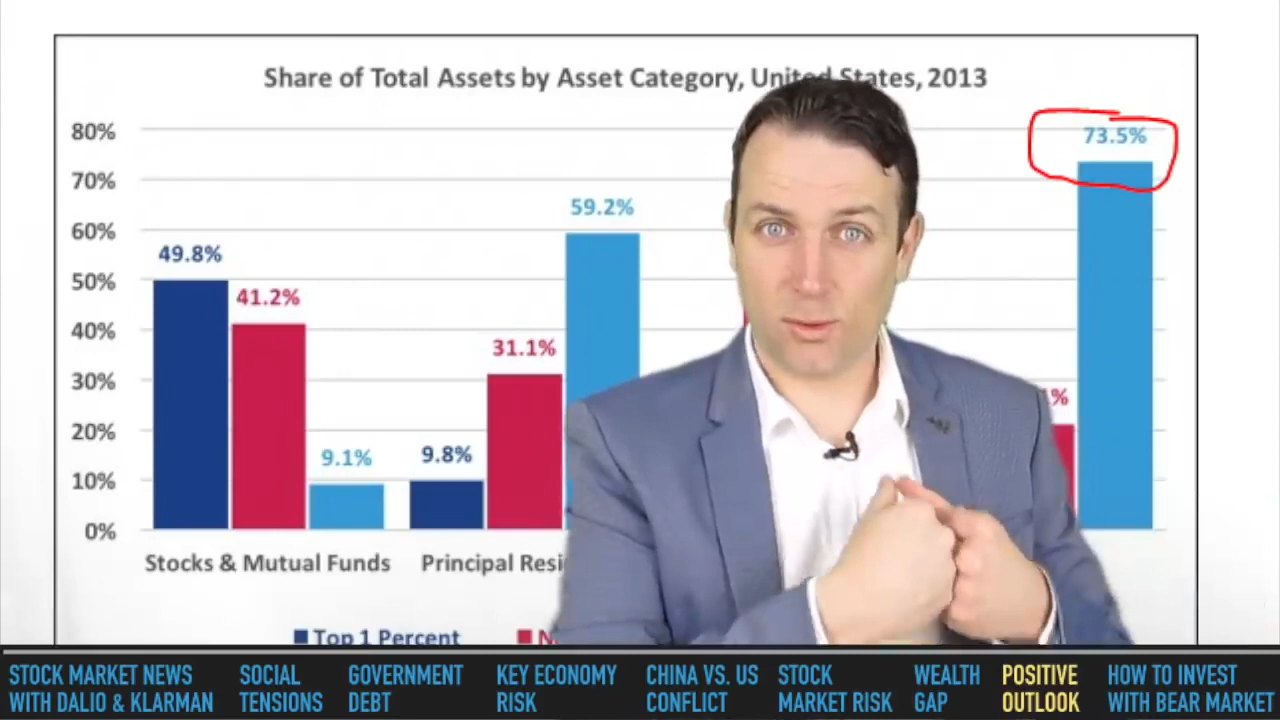 Share of Total Assets by Asset Category, United States, 2013
80%
73.5%
70%
60%
59.2%
50%
49.8%
41.2%
40%
31.1%
30%
20%
9.1%
9.8%
10%
0%
Stocks & Mutual Funds
Principal
Top 1 Percent
STOCK MARKET NEWS WITH DALIO & KLARMAN
SOCIAL TENSIONS
GOVERNMENT DEBT
KEY ECONOMY RISK
CHINA VS. US CONFLICT
STOCK MARKET RISK
WEALTH GAP
POSITIVE OUTLOOK
HOW TO INVEST WITH BEAR MARKET